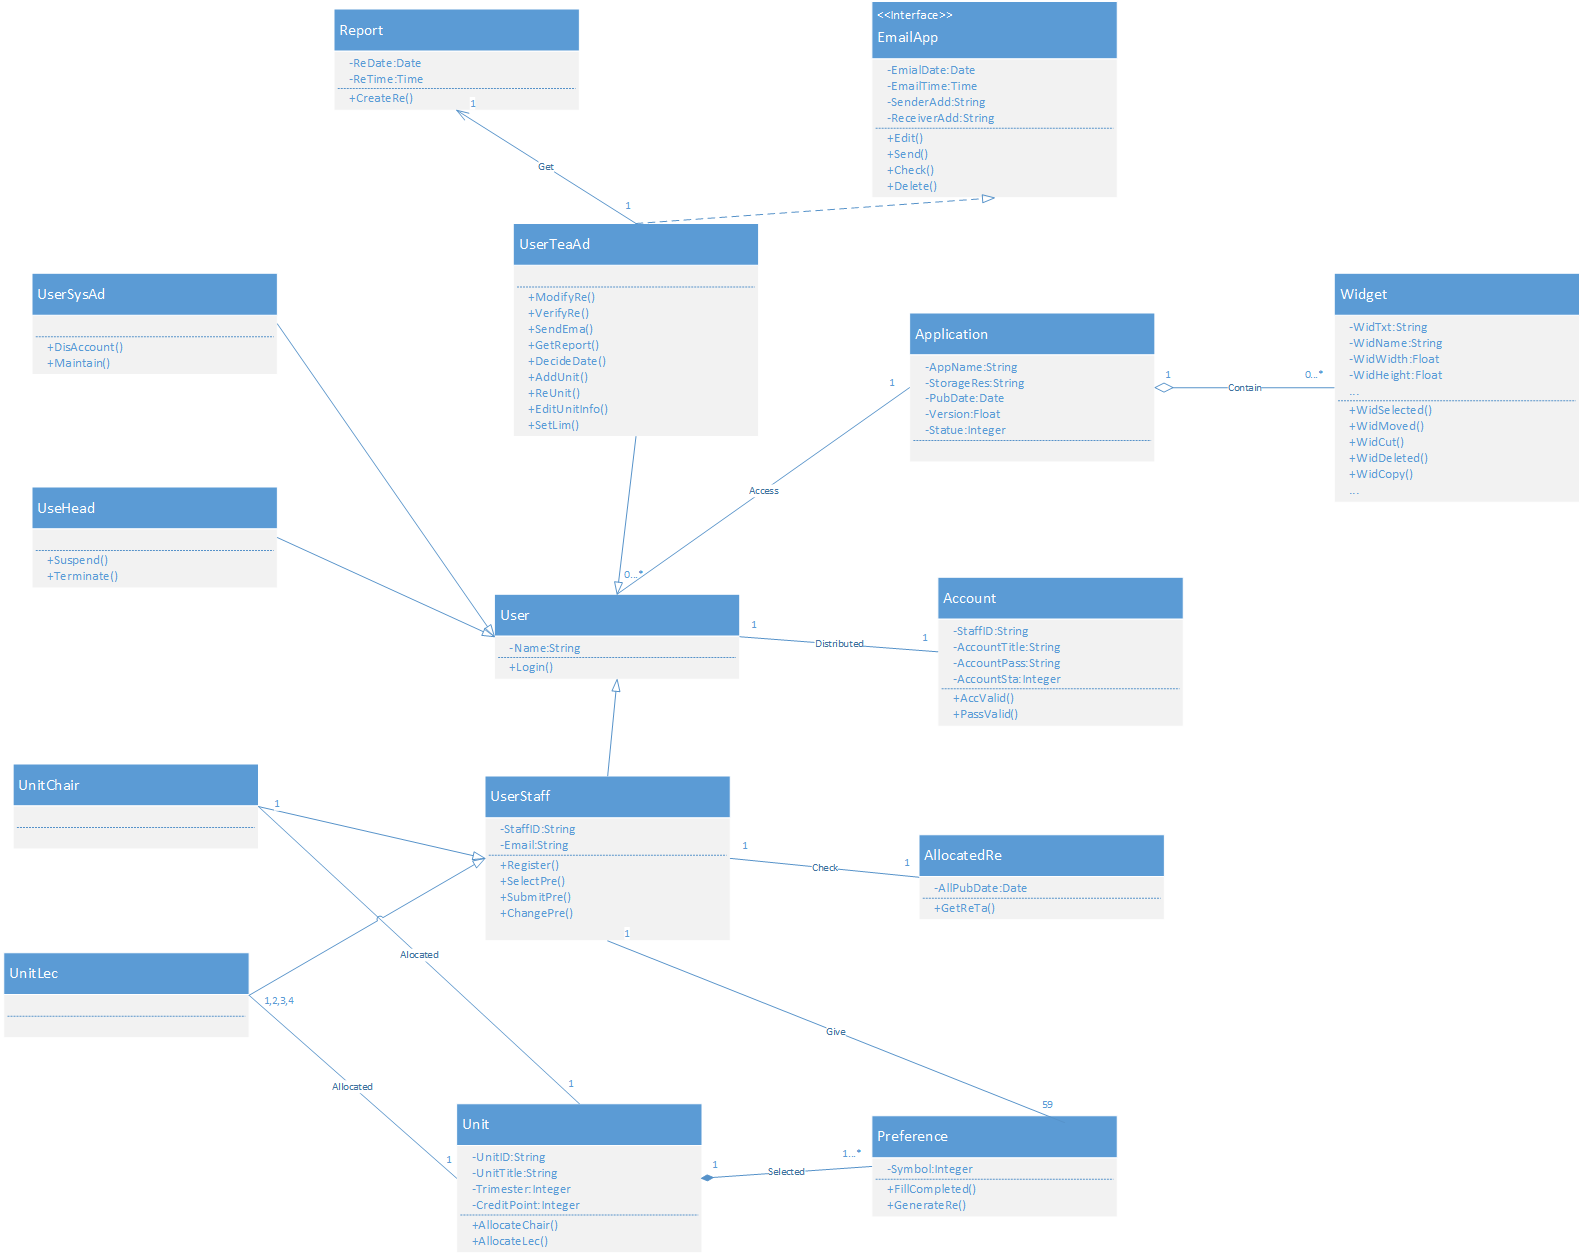 Report
-ReDate:Date
-ReTime:Time
+CreateRe()
1
Get
1
<<Interface>>
EmailApp
-EmialDate:Date
-EmailTime:Time
-SenderAdd:String
-ReceiverAdd:String
+Edit()
+Send()
+Check()
+Delete()
UserTeaAd
+ModifyRe()
+VerifyRe()
+SendEma()
+GetReport()
+DecideDate()
+AddUnit()
+ReUnit()
+EditUnitInfo()
+SetLim()
UserSysAd
+DisAccount()
+Maintain()
Application
-AppName:String
-StorageRes:String
-PubDate:Date
-Version:Float
-Statue:Integer
1
Contain
0...*
Widget
-WidTxt:String
-WidName:String
-WidWidth:Float
-WidHeight:Float
...
+WidSelected()
+WidMoved()
+WidCut()
+WidDeleted()
+WidCopy()
...
1
Access
0...*
UseHead
+Suspend()
+Terminate()
User
-Name:String
+Login()
1
Distributed
1
Account
-StaffID:String
-AccountTitle:String
-AccountPass:String
-AccountSta:Integer
+AccValid()
+PassValid()
UnitChair
1
UserStaff
-StaffID:String
-Email:String
+Register()
+SelectPre()
+SubmitPre()
+ChangePre()
1
Check
1
AllocatedRe
-AllPubDate:Date
+GetReTa()
1
Alocated
UnitLec
1,2,3,4
Give
Allocated
1
59
1
Unit
-UnitID:String
-UnitTitle:String
-Trimester:Integer
-CreditPoint:Integer
+AllocateChair()
+AllocateLec()
1
Selected
1...*
Preference
-Symbol:Integer
+FillCompleted()
+GenerateRe()